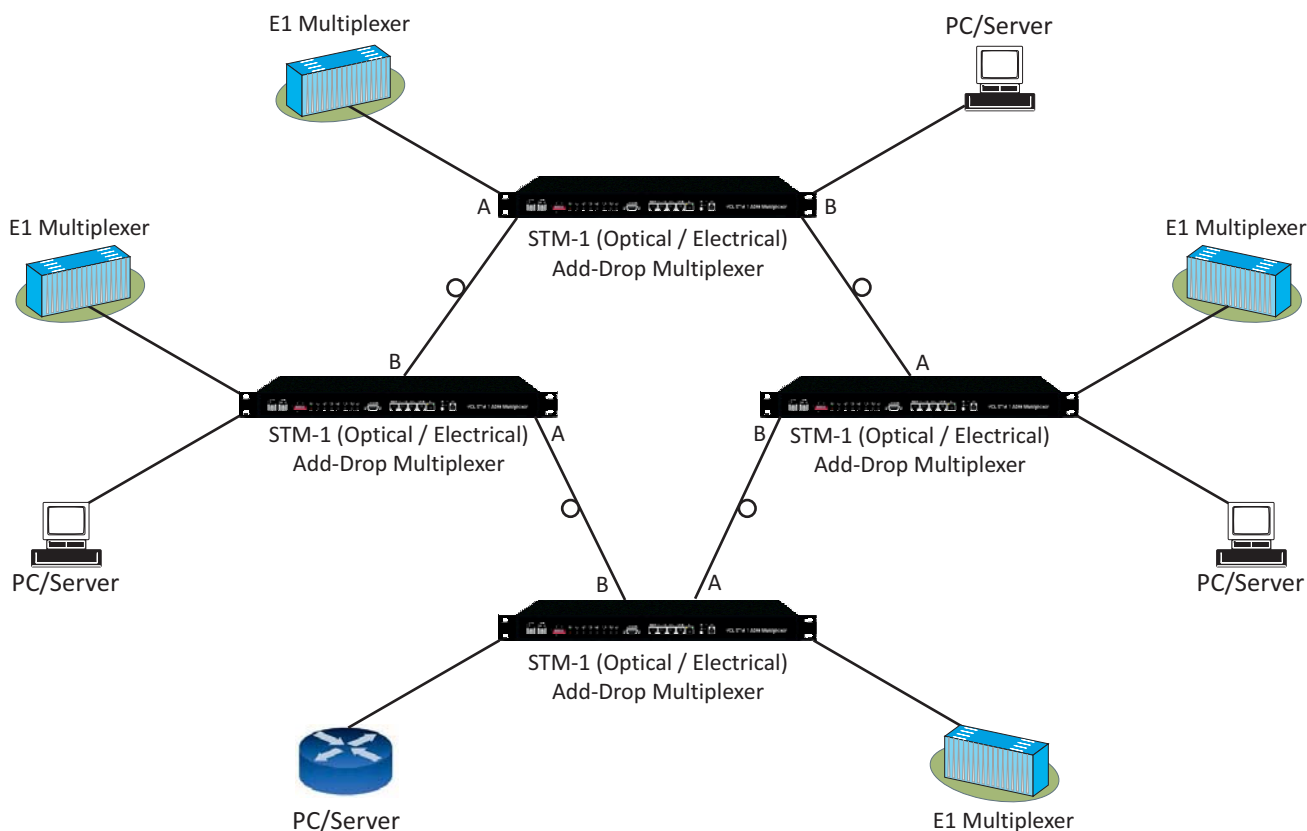 E1 Multiplexer
PC/Server
A
B
STM-1 (Optical / Electrical)
Add-Drop Multiplexer
E1 Multiplexer
E1 Multiplexer
B
A
A
B
STM-1 (Optical / Electrical)
Add-Drop Multiplexer
STM-1 (Optical / Electrical)
Add-Drop Multiplexer
PC/Server
PC/Server
B
A
STM-1 (Optical / Electrical)
Add-Drop Multiplexer
PC/Server
E1 Multiplexer